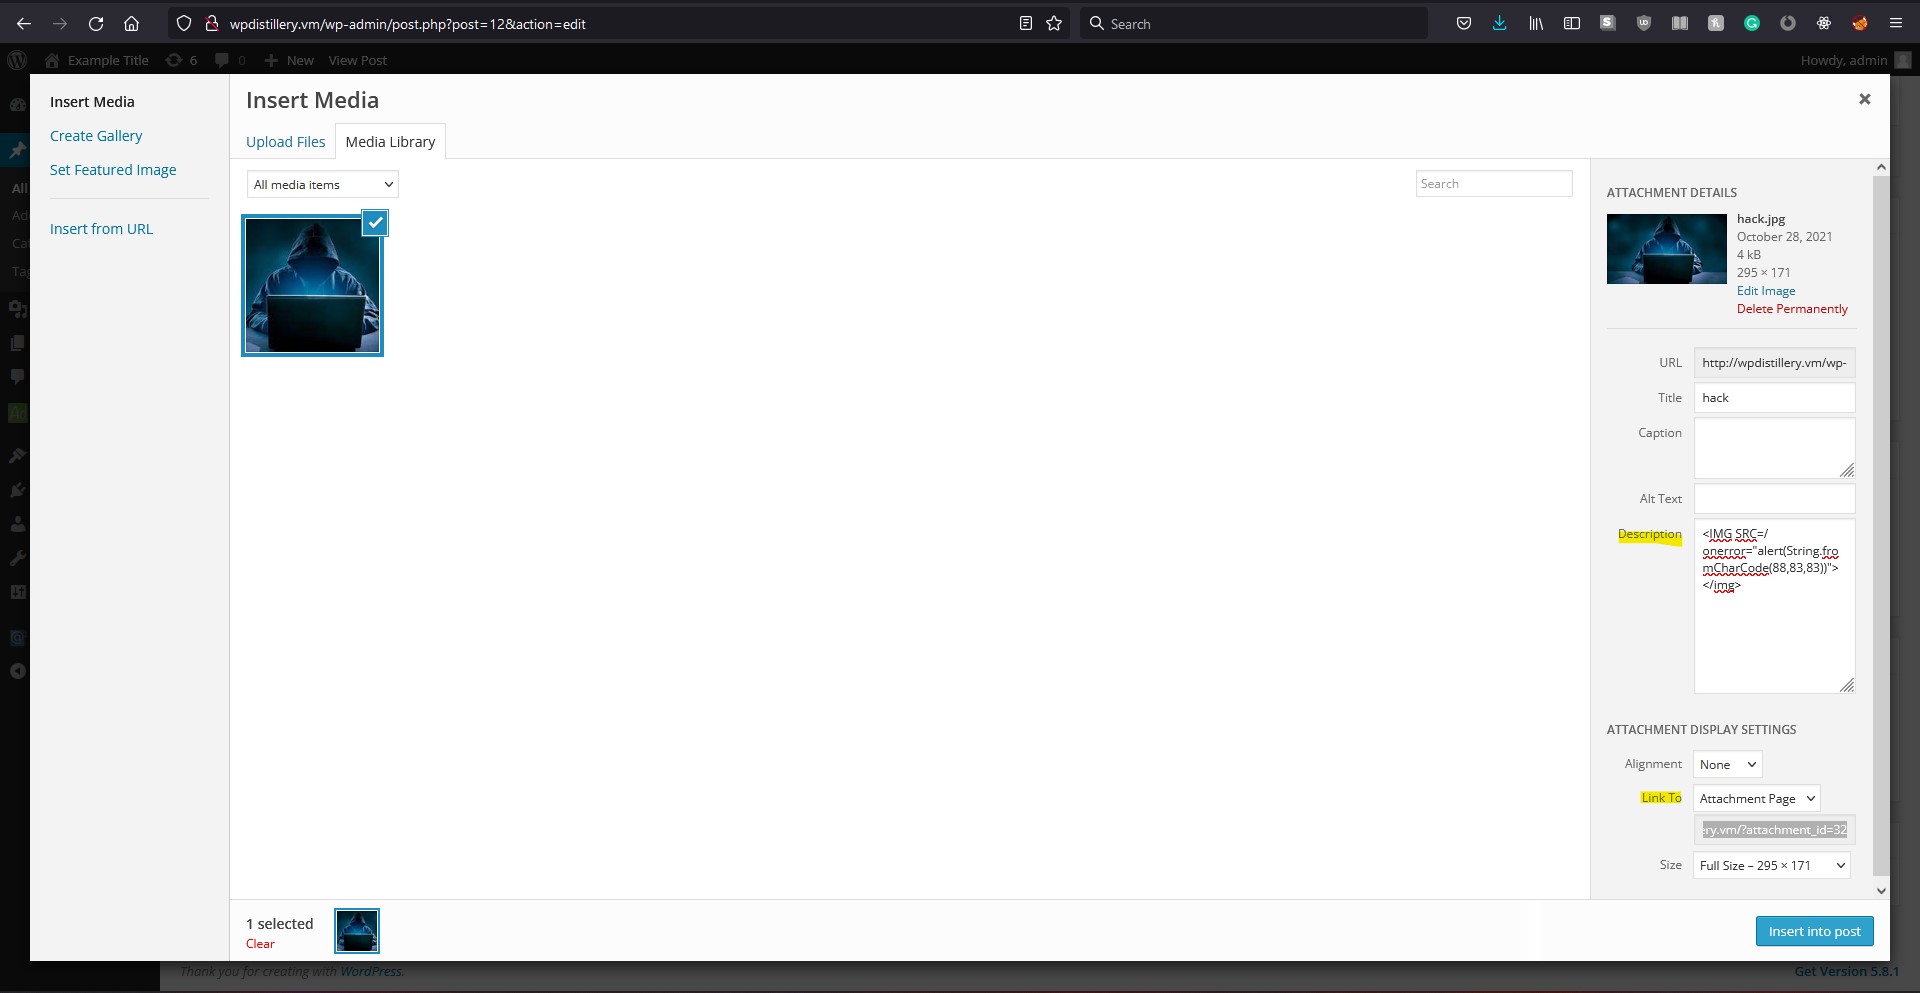 wpdistillery.vm/wp-admin/post.php?post=12&action=edit
Search
Example Title
6
0
New
View Post
Howdy, admin
Insert Media
Create Gallery
Set Featured Image
Insert from URL
Insert Media
Upload Files
Media Library
All media items
Search
ATTACHMENT DETAILS
hack.jpg
October 28, 2021
4 kB
295 × 171
Edit Image
Delete Permanently
URL
http://wpdistillery.vm/wp-
Title
hack
Caption
Alt Text
Description
<IMG SRC=/
onerror="alert(String.fro
mCharCode(88,83,83))">
</img>
ATTACHMENT DISPLAY SETTINGS
Alignment
None
Link To
Attachment Page
ery.vm/?attachment_id=32
Size
Full Size – 295 × 171
1 selected
Clear
Insert into post
All
Thank you for creating with WordPress.
Get Version 5.8.1